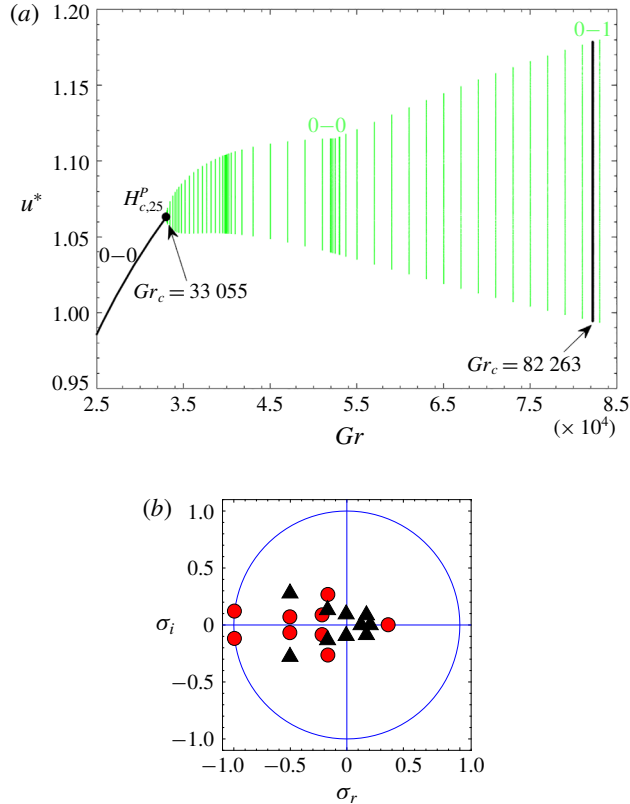 (a)
1.20
1.15
1.10
1.05
1.00
0.95
u*
0–1
0–0
H^P_{c,25}
0–0
Gr_c = 33 055
Gr_c = 82 263
2.5 3.5 4.5 5.5 6.5 7.5 8.5
Gr
(× 10^4)
(b)
1.0
0.5
0
−0.5
−1.0
σ_i
−1.0 −0.5 0 0.5 1.0
σ_r